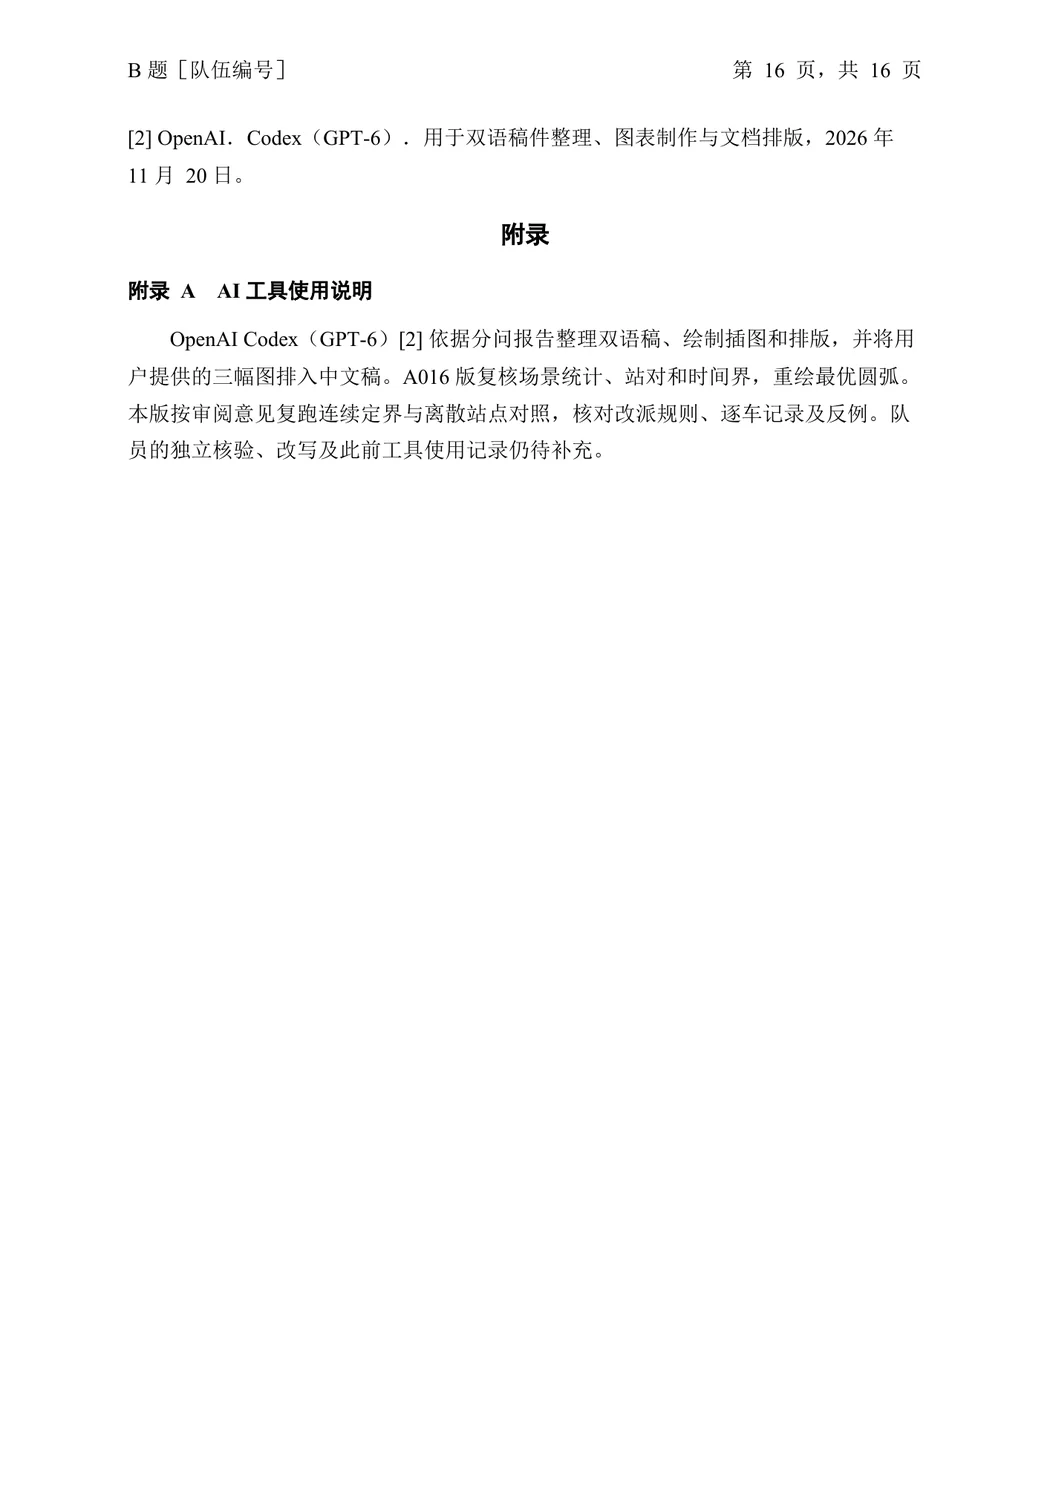 B 题［队伍编号］ 第 16 页，共 16 页
[2] OpenAI．Codex（GPT-6）．用于双语稿件整理、图表制作与文档排版，2026 年
11 月 20 日。
附录
附录 A　AI 工具使用说明
OpenAI Codex（GPT-6）[2] 依据分问报告整理双语稿、绘制插图和排版，并将用
户提供的三幅图排入中文稿。A016 版复核场景统计、站对和时间界，重绘最优圆弧。
本版按审阅意见复跑连续定界与离散站点对照，核对改派规则、逐车记录及反例。队
员的独立核验、改写及此前工具使用记录仍待补充。